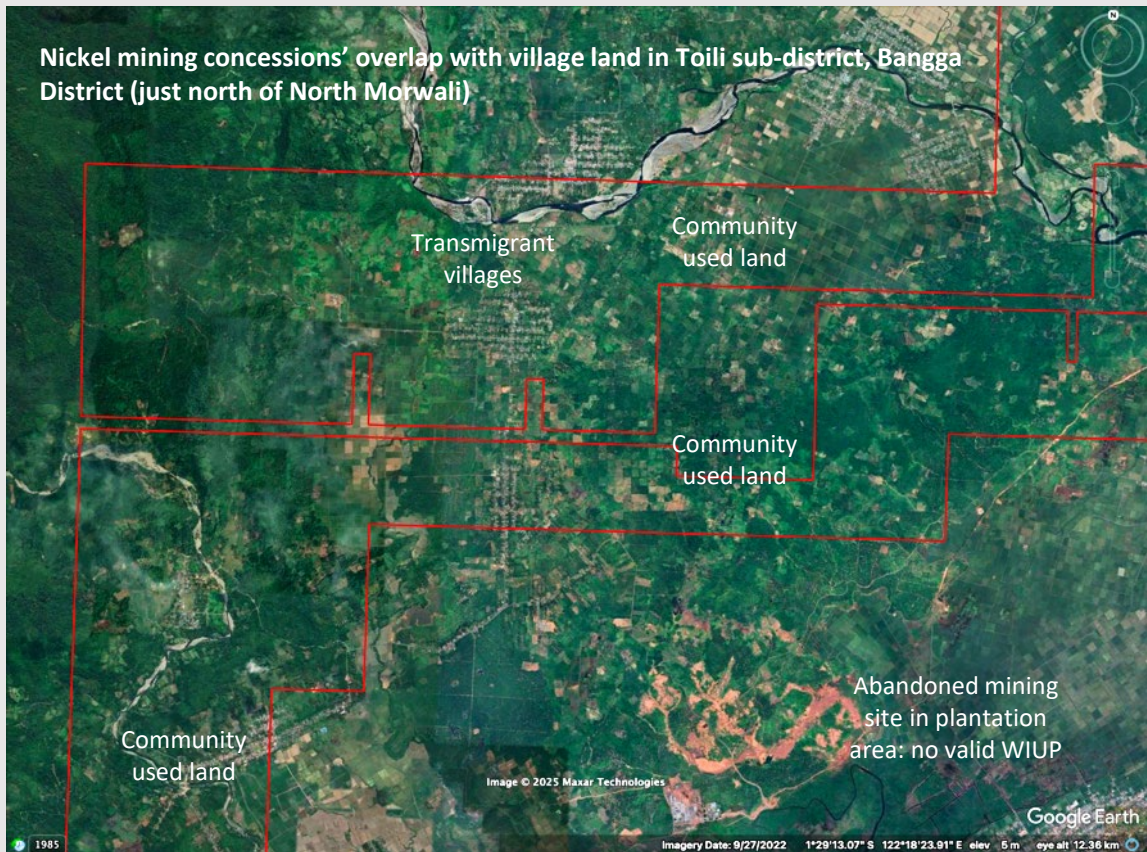 Nickel mining concessions' overlap with village land in Toili sub-district, Bangga
District (just north of North Morwali)
N
Transmigrant
villages
Community
used land
Community
used land
Community
used land
Abandoned mining
site in plantation
area: no valid WIUP
Image © 2025 Maxar Technologies
Google Earth
1985
Imagery Date: 9/27/2022 1°29'13.07" S 122°18'23.91" E elev 5 m eye alt 12.36 km